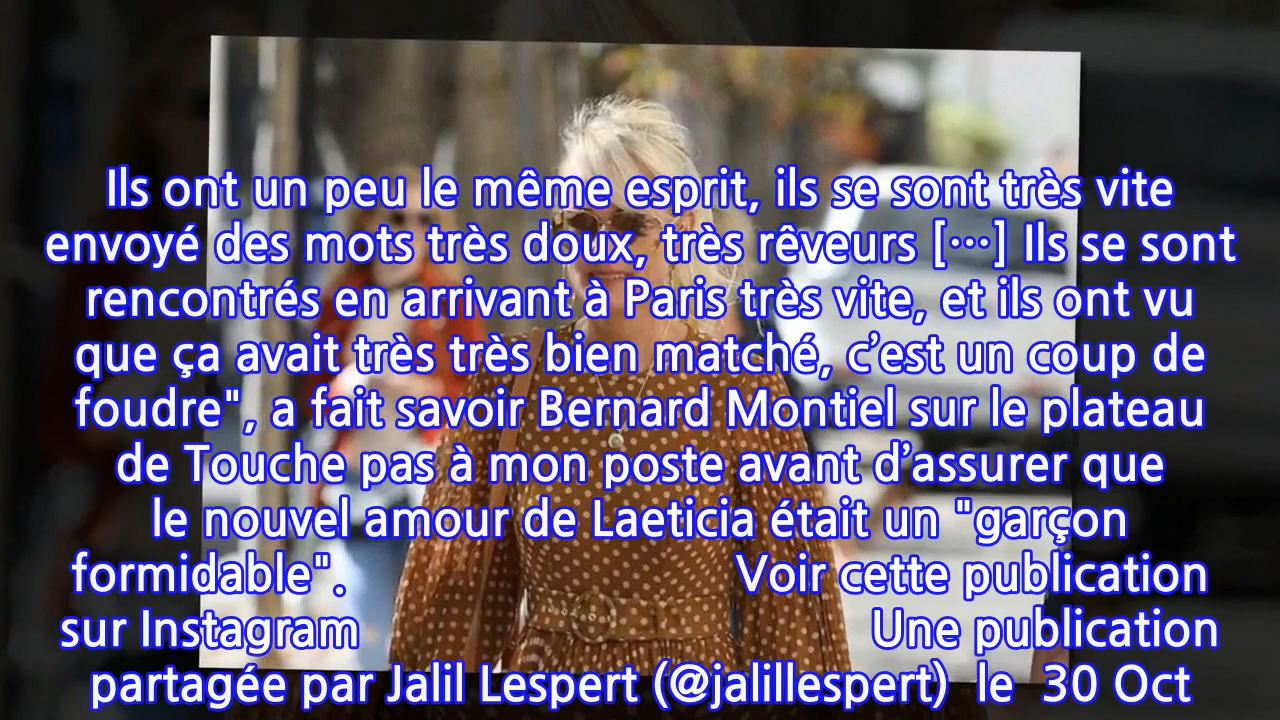 Ils ont un peu le même esprit, ils se sont très vite
envoyé des mots très doux, très rêveurs […] Ils se sont
rencontrés en arrivant à Paris très vite, et ils ont vu
que ça avait très très bien matché, c’est un coup de
foudre", a fait savoir Bernard Montiel sur le plateau
de Touche pas à mon poste avant d’assurer que
le nouvel amour de Laeticia était un "garçon
formidable". Voir cette publication
sur Instagram Une publication
partagée par Jalil Lespert (@jalillespert) le 30 Oct